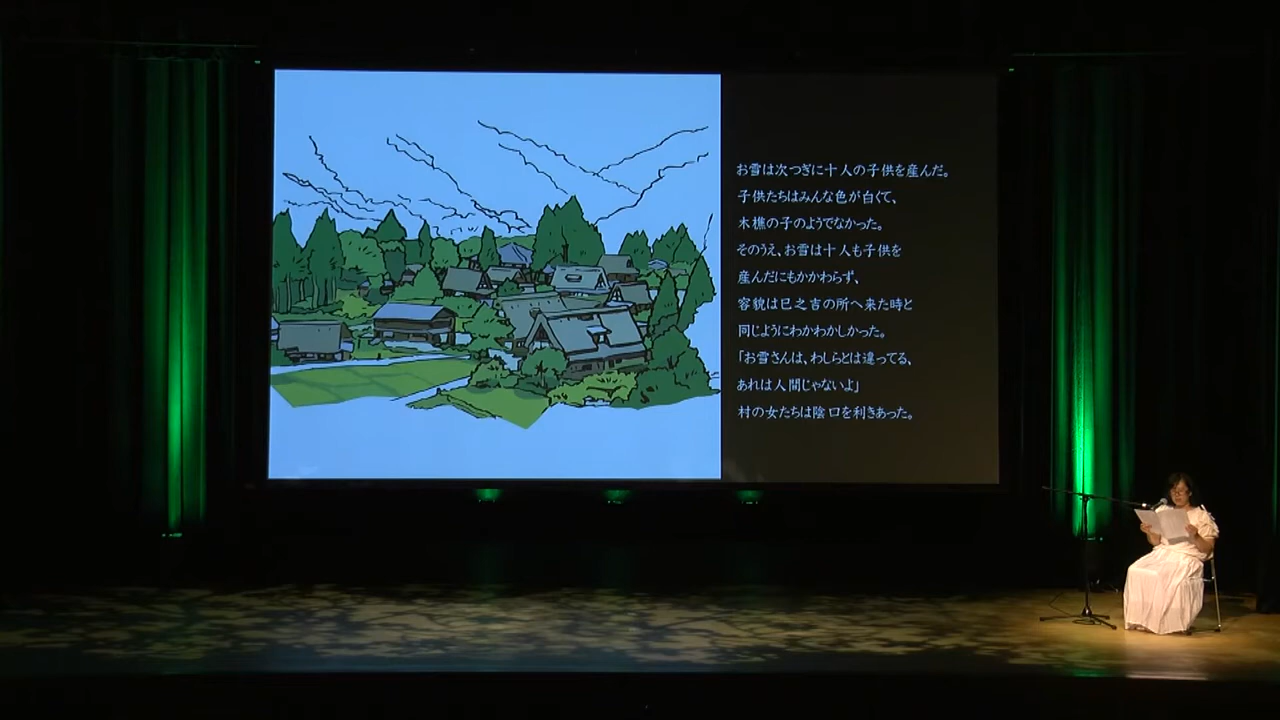 お雪は次つぎに十人の子供を産んだ。
子供たちはみんな色が白くて、
木樵の子のようでなかった。
そのうえ、お雪は十人も子供を
産んだにもかかわらず、
容貌は巳之吉の所へ来た時と
同じようにわかわかしかった。
「お雪さんは、わしらとは違ってる、
あれは人間じゃないよ」
村の女たちは陰口を利きあった。